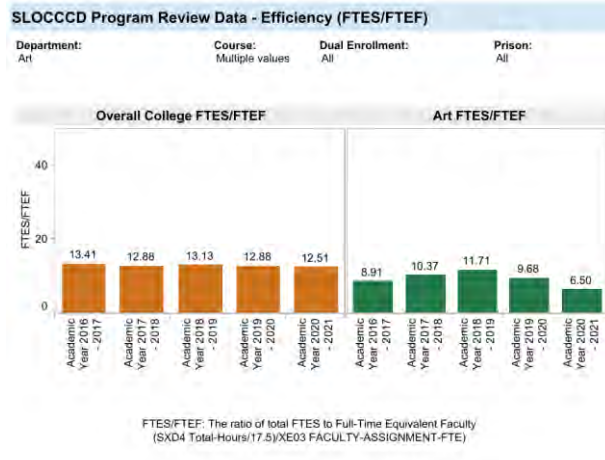 SLOCCCD Program Review Data - Efficiency (FTES/FTEF)
Department: Course: Dual Enrollment: Prison:
Art Multiple values All All
Overall College FTES/FTEF Art FTES/FTEF
FTES/FTEF
40
20
0
13.41 12.88 13.13 12.88 12.51
8.91 10.37 11.71 9.68 6.50
Academic
Year 2016
- 2017
Academic
Year 2017
- 2018
Academic
Year 2018
- 2019
Academic
Year 2019
- 2020
Academic
Year 2020
- 2021
Academic
Year 2016
- 2017
Academic
Year 2017
- 2018
Academic
Year 2018
- 2019
Academic
Year 2019
- 2020
Academic
Year 2020
- 2021
FTES/FTEF: The ratio of total FTES to Full-Time Equivalent Faculty
(SXD4 Total-Hours/17.5)/XE03 FACULTY-ASSIGNMENT-FTE)